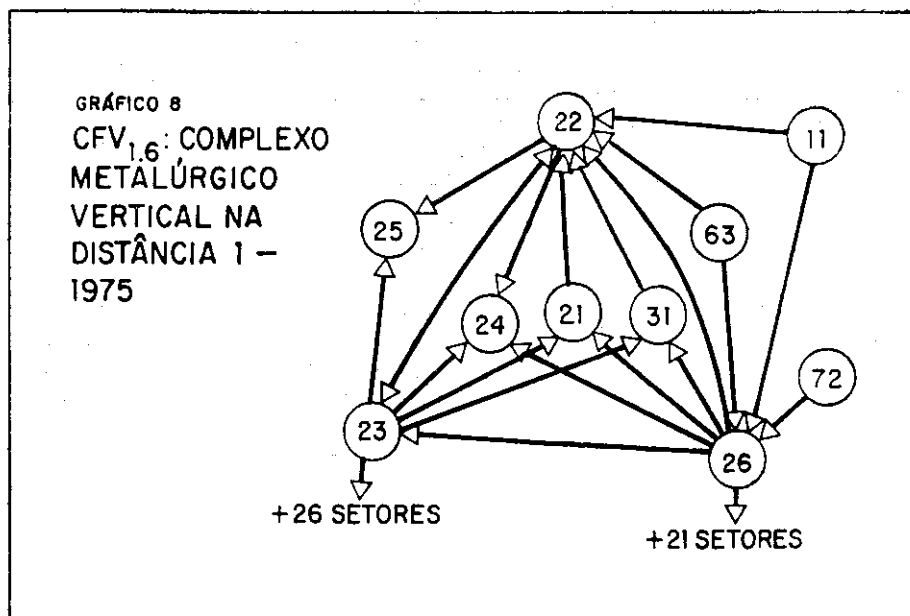 GRÁFICO 8
CFV1.6: COMPLEXO
METALÚRGICO
VERTICAL NA
DISTÂNCIA 1 –
1975
22
11
25
63
24
21
31
72
23
26
+26 SETORES
+21 SETORES